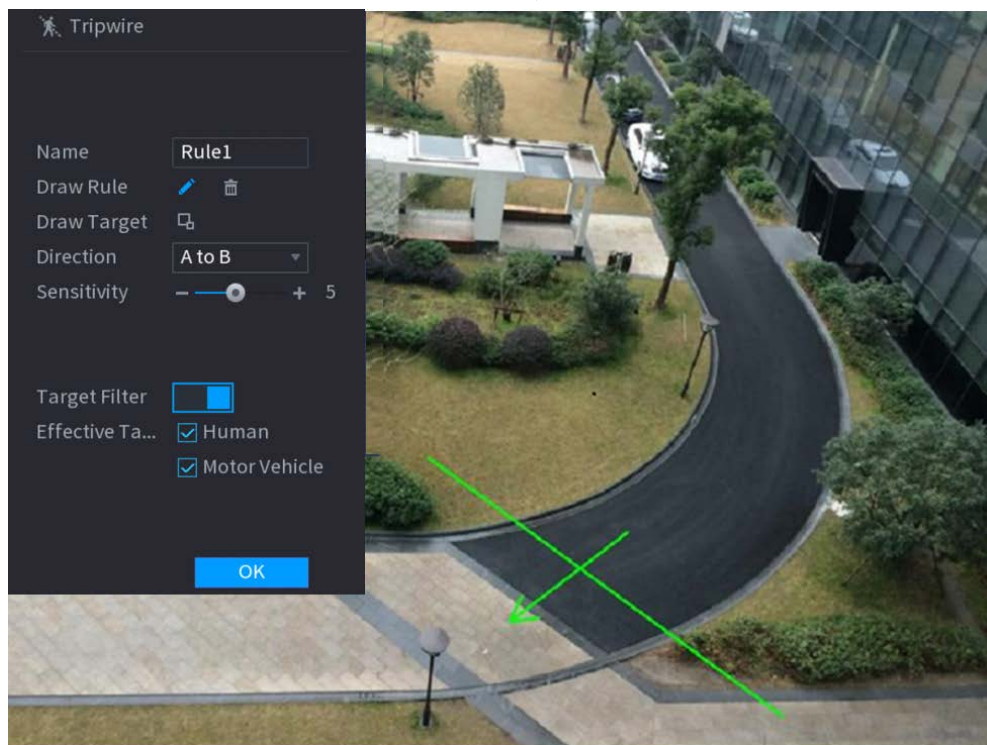 Tripwire
Name Rule1
Draw Rule
Draw Target
Direction A to B
Sensitivity - + 5
Target Filter
Effective Ta... Human
Motor Vehicle
OK